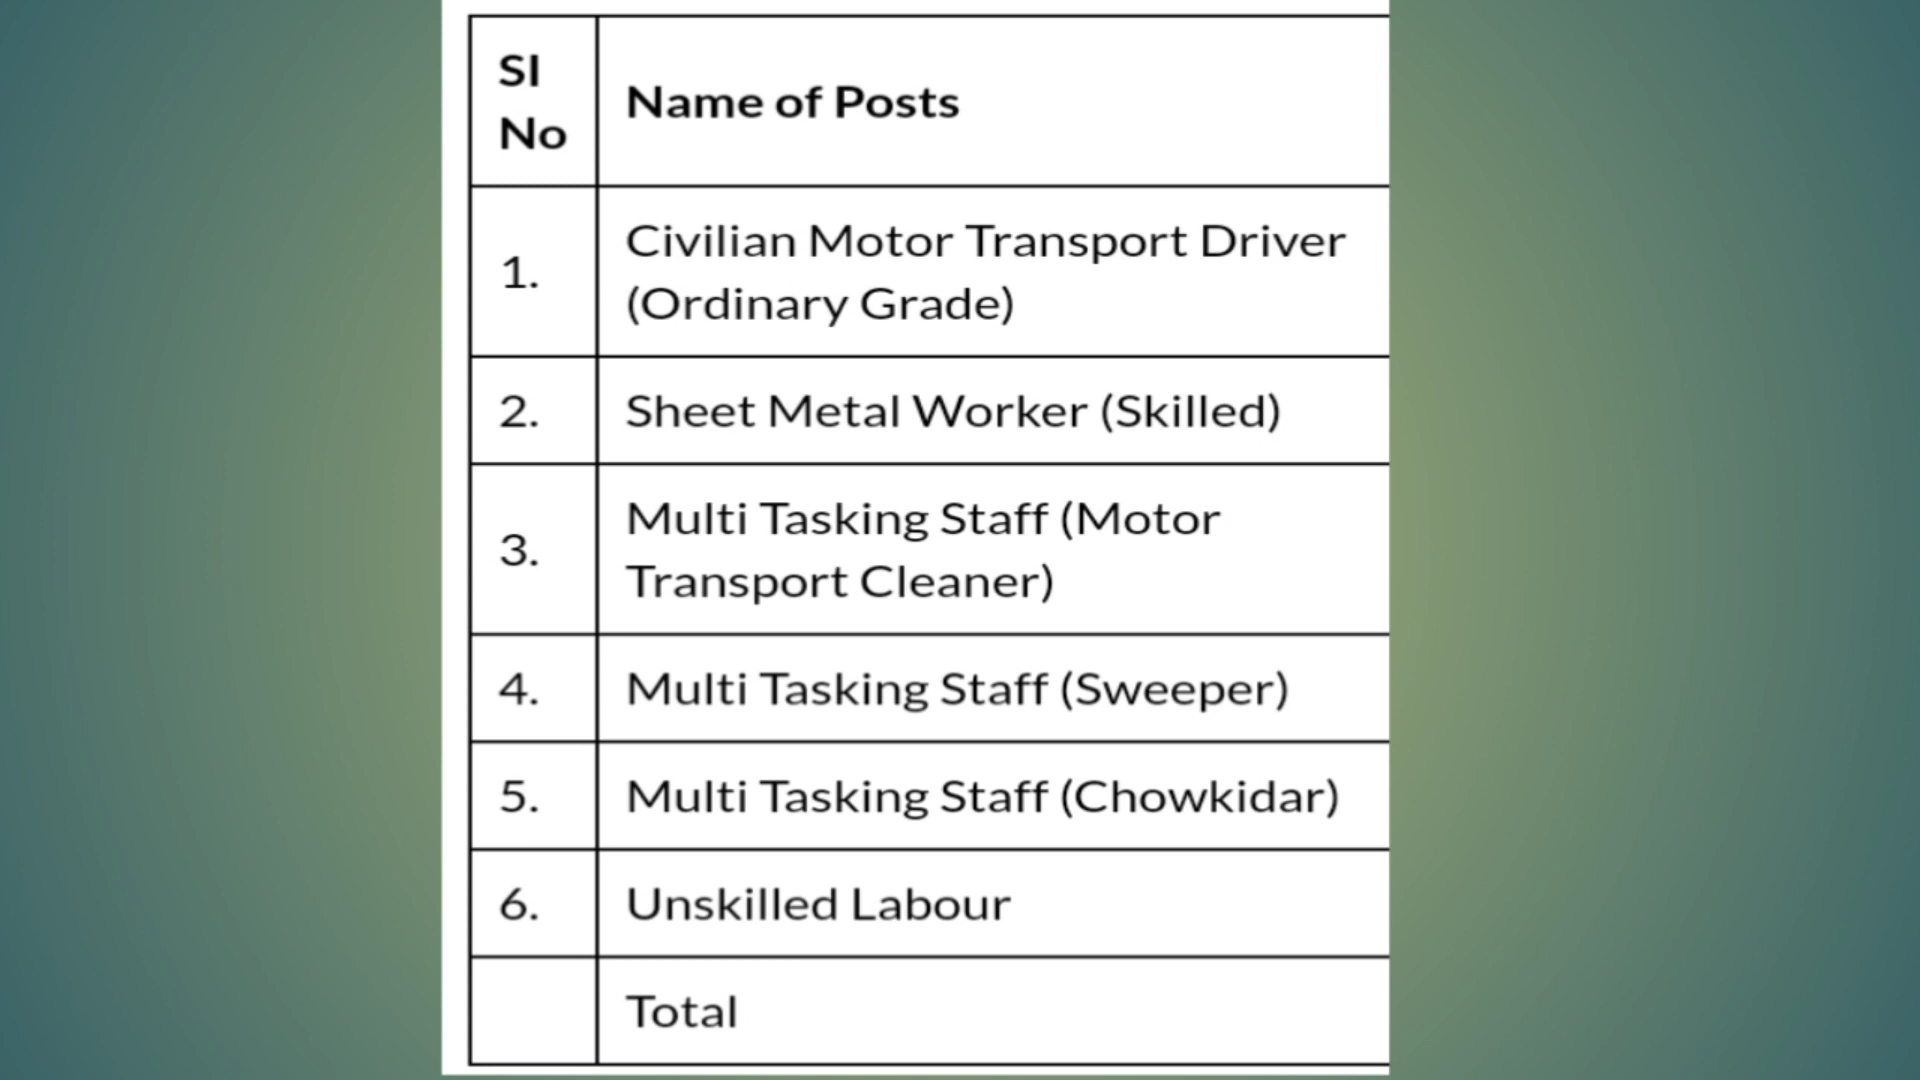 Sl
No
Name of Posts
1.
Civilian Motor Transport Driver
(Ordinary Grade)
2.
Sheet Metal Worker (Skilled)
3.
Multi Tasking Staff (Motor
Transport Cleaner)
4.
Multi Tasking Staff (Sweeper)
5.
Multi Tasking Staff (Chowkidar)
6.
Unskilled Labour
Total